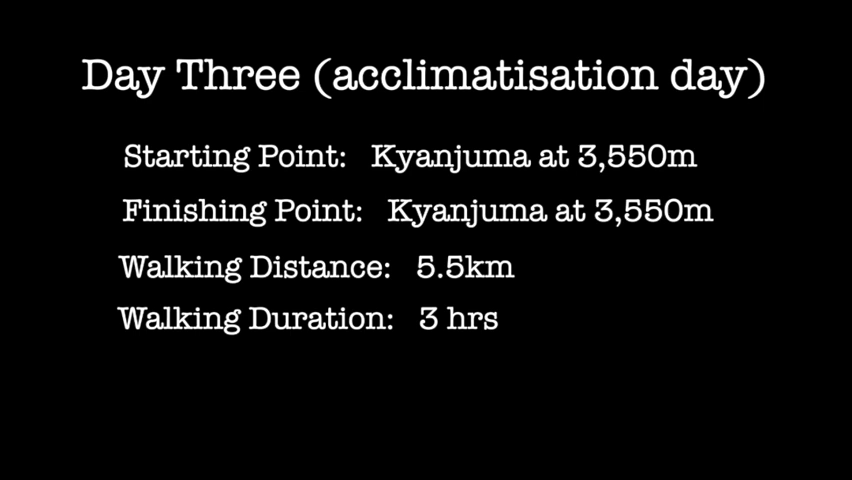 Day Three (acclimatisation day)
Starting Point: Kyanjuma at 3,550m
Finishing Point: Kyanjuma at 3,550m
Walking Distance: 5.5km
Walking Duration: 3 hrs